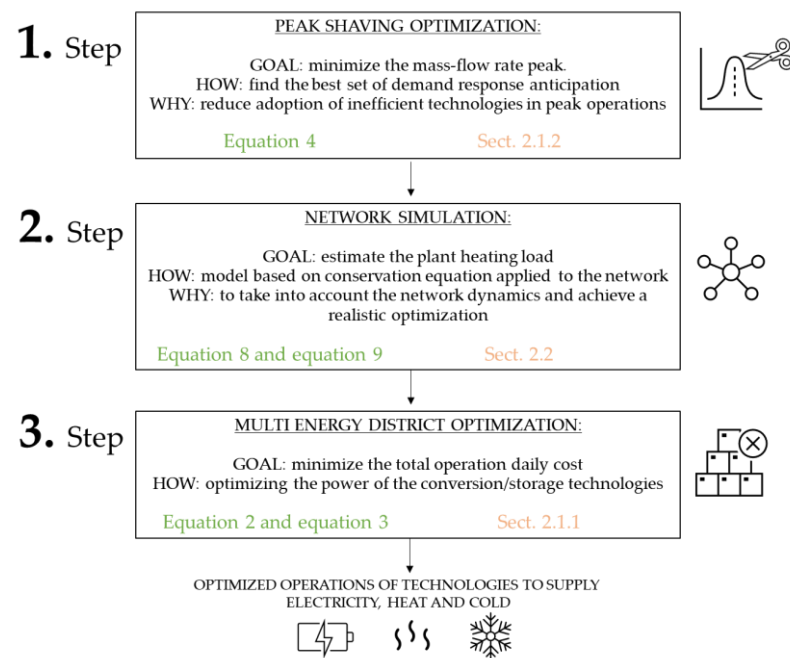 1. Step
PEAK SHAVING OPTIMIZATION:
GOAL: minimize the mass-flow rate peak.
HOW: find the best set of demand response anticipation
WHY: reduce adoption of inefficient technologies in peak operations
Equation 4 Sect. 2.1.2
2. Step
NETWORK SIMULATION:
GOAL: estimate the plant heating load
HOW: model based on conservation equation applied to the network
WHY: to take into account the network dynamics and achieve a
realistic optimization
Equation 8 and equation 9 Sect. 2.2
3. Step
MULTI ENERGY DISTRICT OPTIMIZATION:
GOAL: minimize the total operation daily cost
HOW: optimizing the power of the conversion/storage technologies
Equation 2 and equation 3 Sect. 2.1.1
OPTIMIZED OPERATIONS OF TECHNOLOGIES TO SUPPLY
ELECTRICITY, HEAT AND COLD